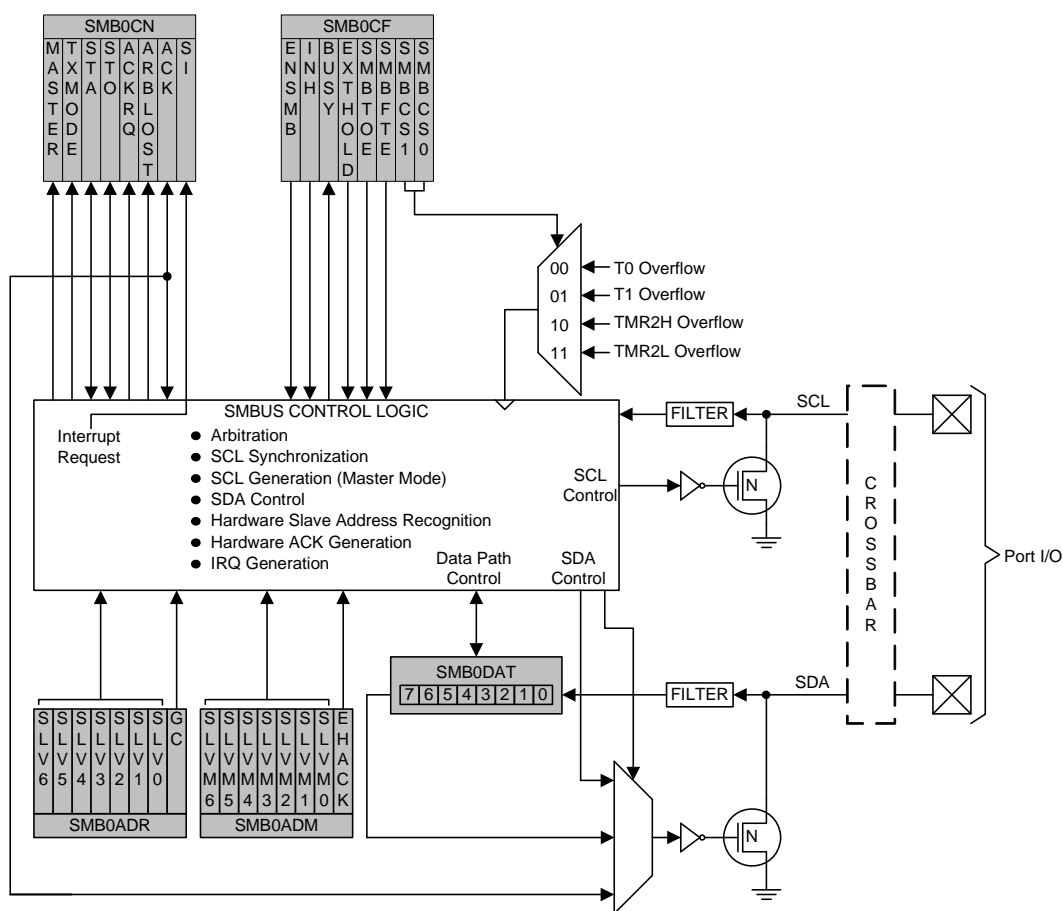 SMB0CN
MASTER
TXMODE
STA
STO
ACKRQ
ARBLOST
ACK
SI
SMB0CF
ENSMB
INH
BUSY
EXTHOLD
SMBTOE
SMBFTE
SMBCS1
SMBCS0
00
01
10
11
T0 Overflow
T1 Overflow
TMR2H Overflow
TMR2L Overflow
SMBUS CONTROL LOGIC
Interrupt
Request
● Arbitration
● SCL Synchronization
● SCL Generation (Master Mode)
● SDA Control
● Hardware Slave Address Recognition
● Hardware ACK Generation
● IRQ Generation
Data Path
Control
SDA
Control
SCL
Control
FILTER
SCL
N
CROSSBAR
Port I/O
SMB0DAT
7 6 5 4 3 2 1 0
FILTER
SDA
N
SLV6
SLV5
SLV4
SLV3
SLV2
SLV1
SLV0
GC
SMB0ADR
SLVM6
SLVM5
SLVM4
SLVM3
SLVM2
SLVM1
SLVM0
EHACK
SMB0ADM